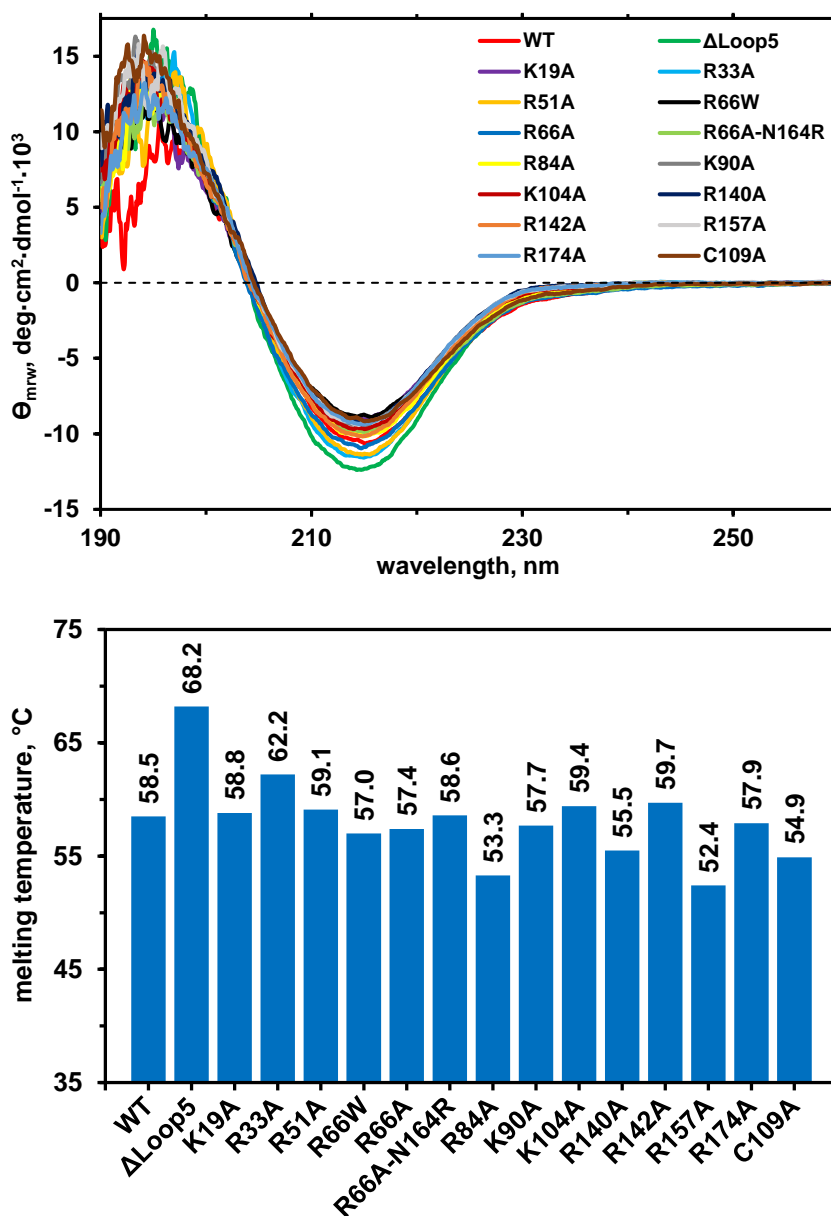 15
10
5
0
-5
-10
-15
Θmrw, deg·cm²·dmol⁻¹·10³
WT ΔLoop5
K19A R33A
R51A R66W
R66A R66A-N164R
R84A K90A
K104A R140A
R142A R157A
R174A C109A
190 210 230 250
wavelength, nm
75
65
55
45
35
melting temperature, °C
58.5 68.2 58.8 62.2 59.1 57.0 57.4 58.6 53.3 57.7 59.4 55.5 59.7 52.4 57.9 54.9
WT ΔLoop5 K19A R33A R51A R66W R66A R66A-N164R R84A K90A K104A R140A R142A R157A R174A C109A